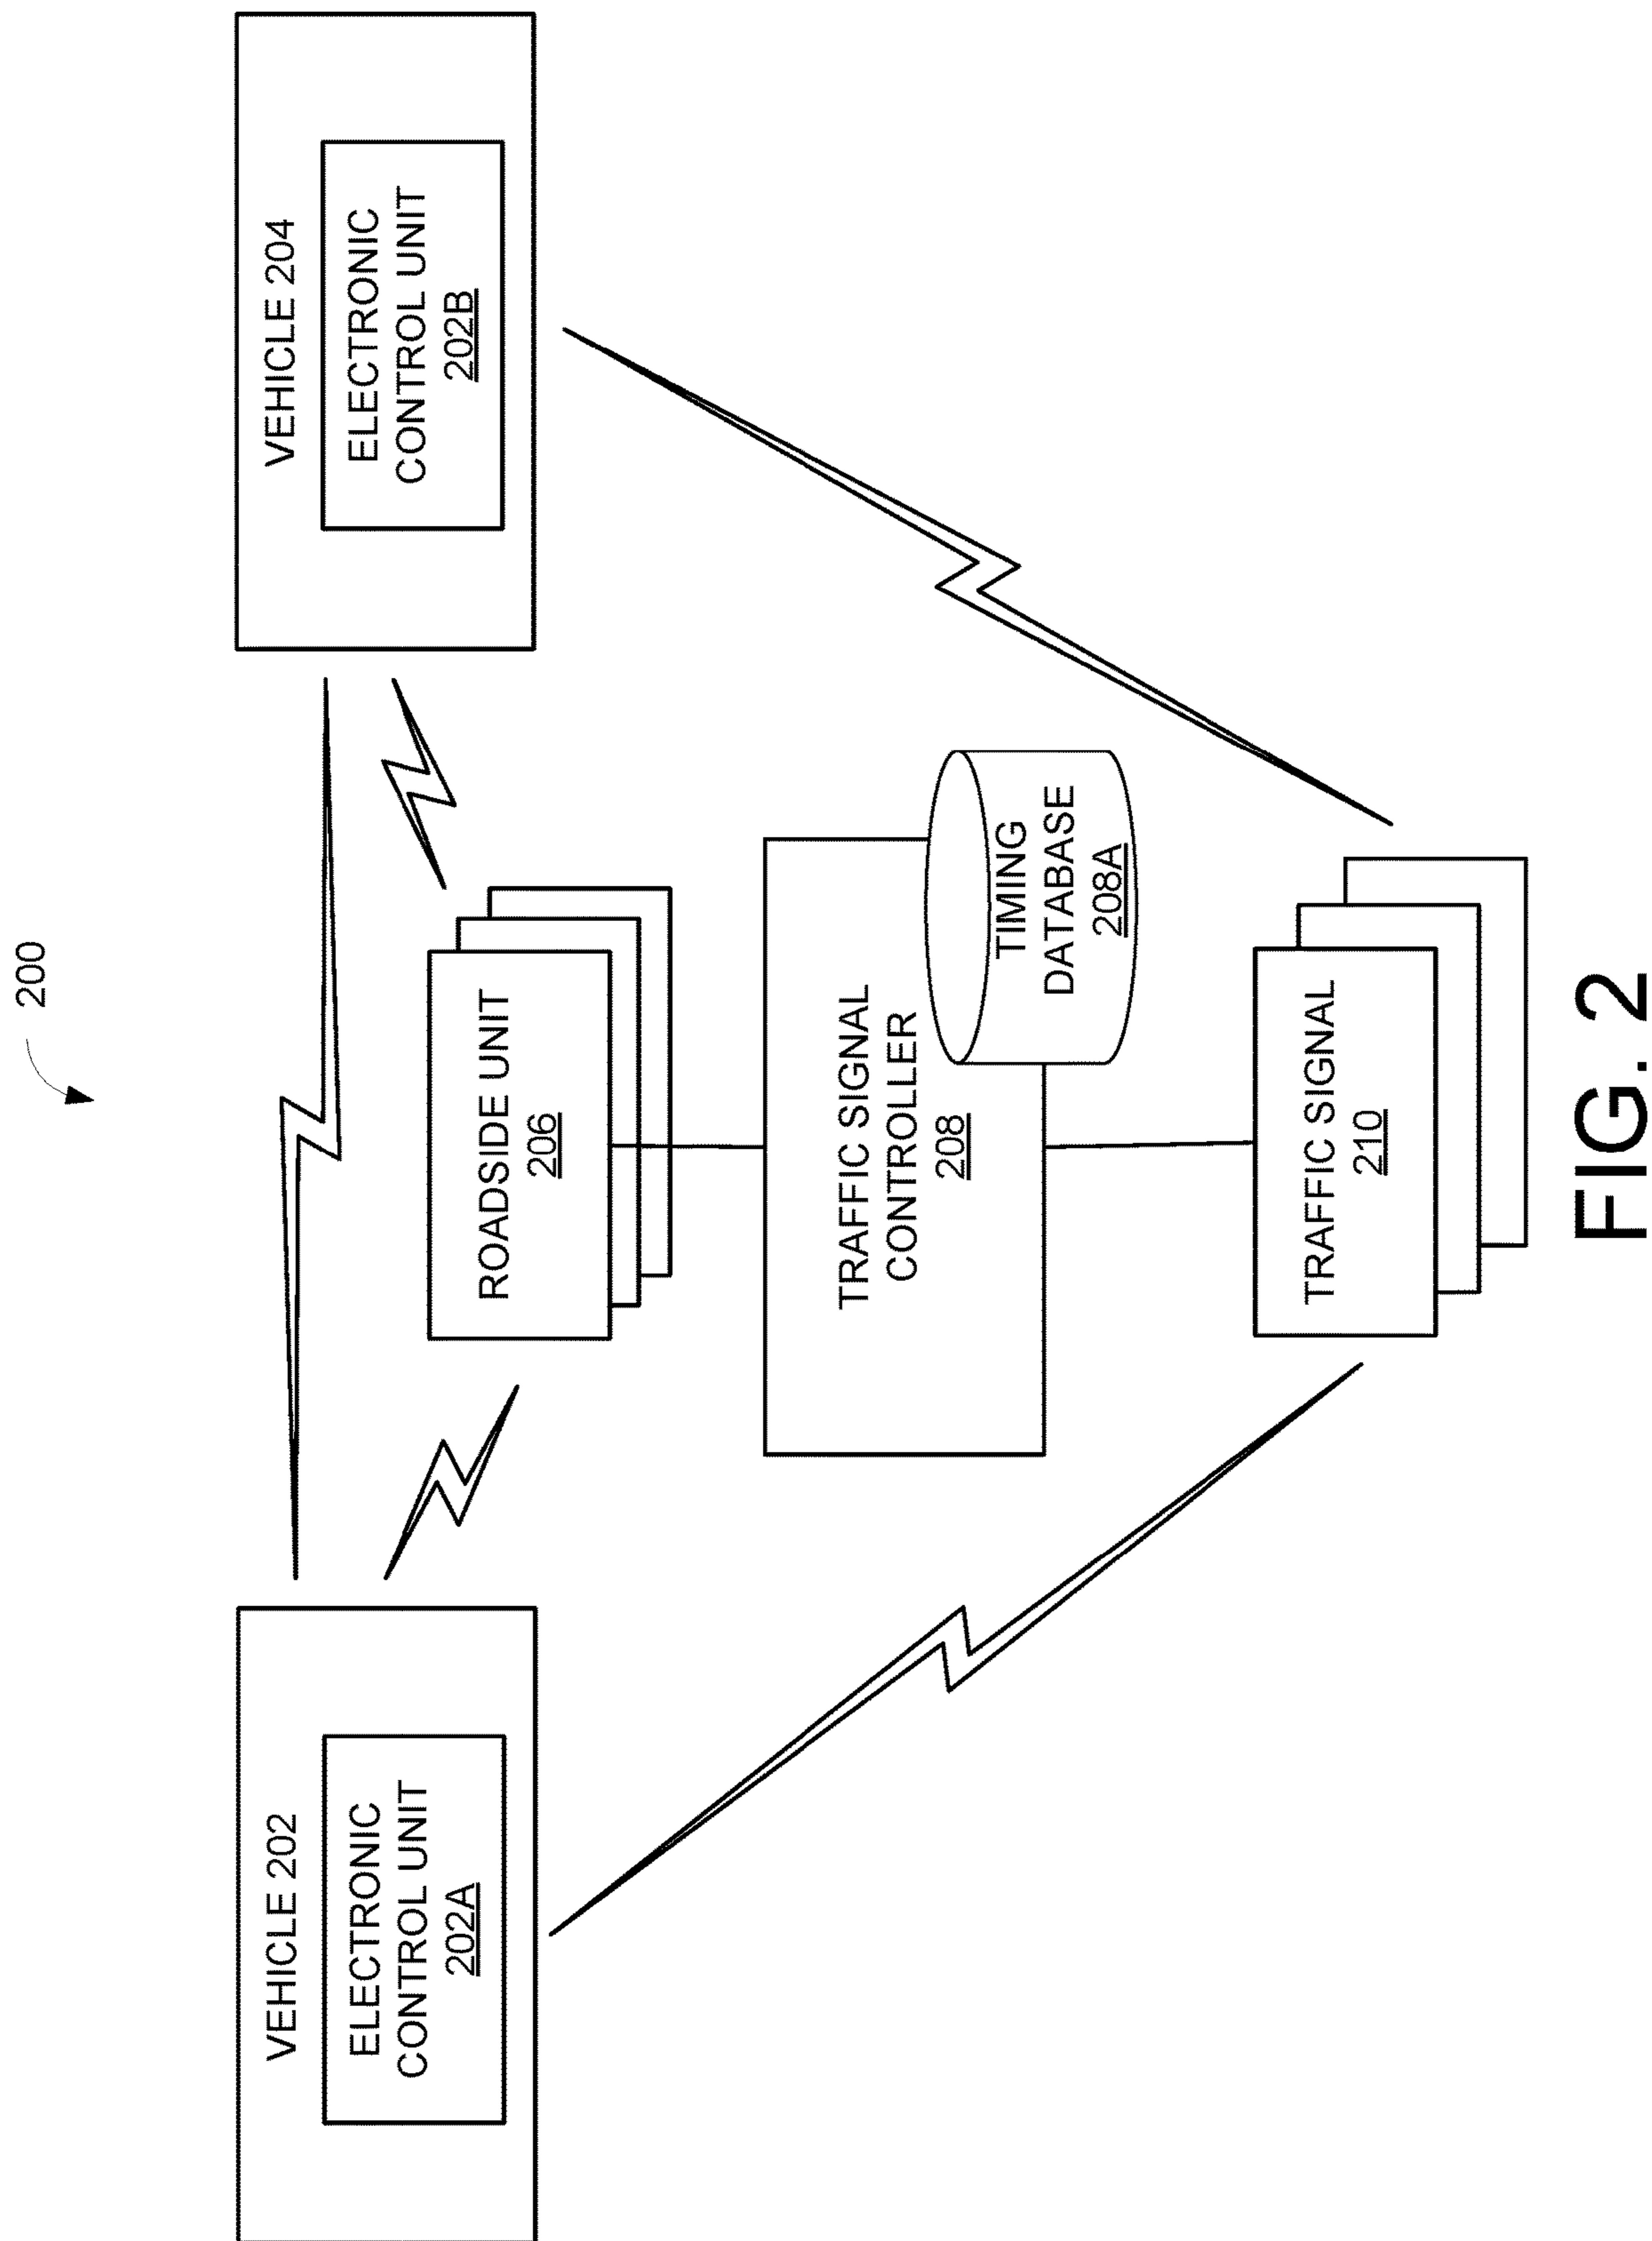 200
VEHICLE 202
ELECTRONIC
CONTROL UNIT
202A
VEHICLE 204
ELECTRONIC
CONTROL UNIT
202B
ROADSIDE UNIT
206
TRAFFIC SIGNAL
CONTROLLER
208
TIMING
DATABASE
208A
TRAFFIC SIGNAL
210
FIG. 2